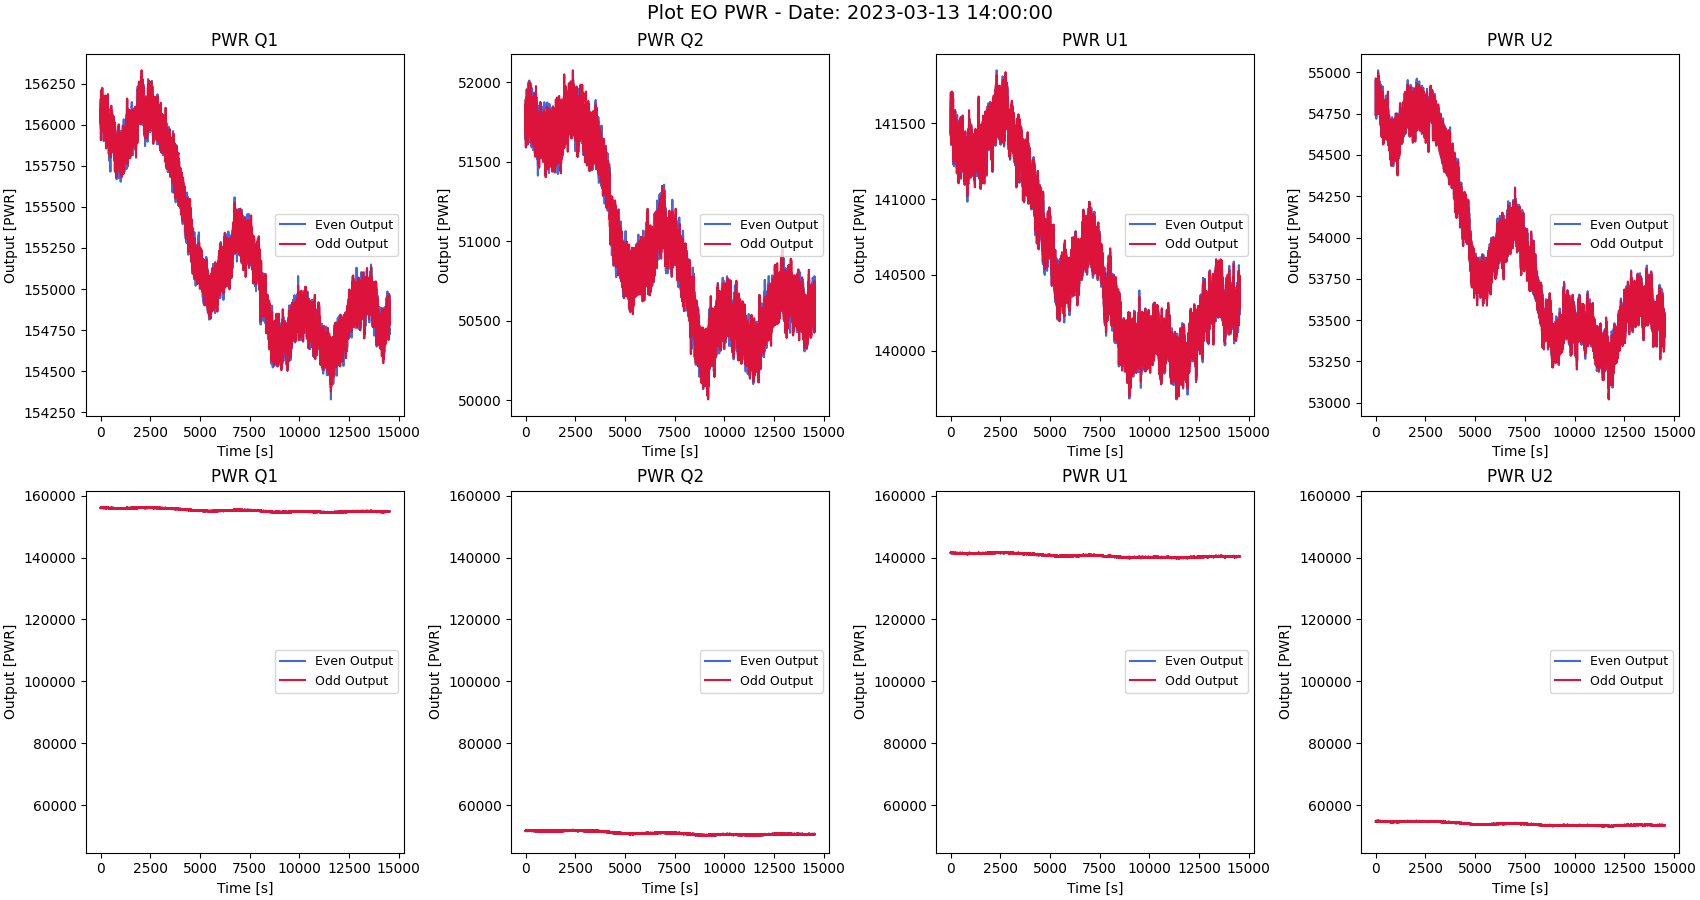 Plot EO PWR - Date: 2023-03-13 14:00:00
PWR Q1
Output [PWR]
156250
156000
155750
155500
155250
155000
154750
154500
154250
Even Output
Odd Output
0 2500 5000 7500 10000 12500 15000
Time [s]
PWR Q2
Output [PWR]
52000
51500
51000
50500
50000
Even Output
Odd Output
0 2500 5000 7500 10000 12500 15000
Time [s]
PWR U1
Output [PWR]
141500
141000
140500
140000
Even Output
Odd Output
0 2500 5000 7500 10000 12500 15000
Time [s]
PWR U2
Output [PWR]
55000
54750
54500
54250
54000
53750
53500
53250
53000
Even Output
Odd Output
0 2500 5000 7500 10000 12500 15000
Time [s]
PWR Q1
Output [PWR]
160000
140000
120000
100000
80000
60000
Even Output
Odd Output
0 2500 5000 7500 10000 12500 15000
Time [s]
PWR Q2
Output [PWR]
160000
140000
120000
100000
80000
60000
Even Output
Odd Output
0 2500 5000 7500 10000 12500 15000
Time [s]
PWR U1
Output [PWR]
160000
140000
120000
100000
80000
60000
Even Output
Odd Output
0 2500 5000 7500 10000 12500 15000
Time [s]
PWR U2
Output [PWR]
160000
140000
120000
100000
80000
60000
Even Output
Odd Output
0 2500 5000 7500 10000 12500 15000
Time [s]